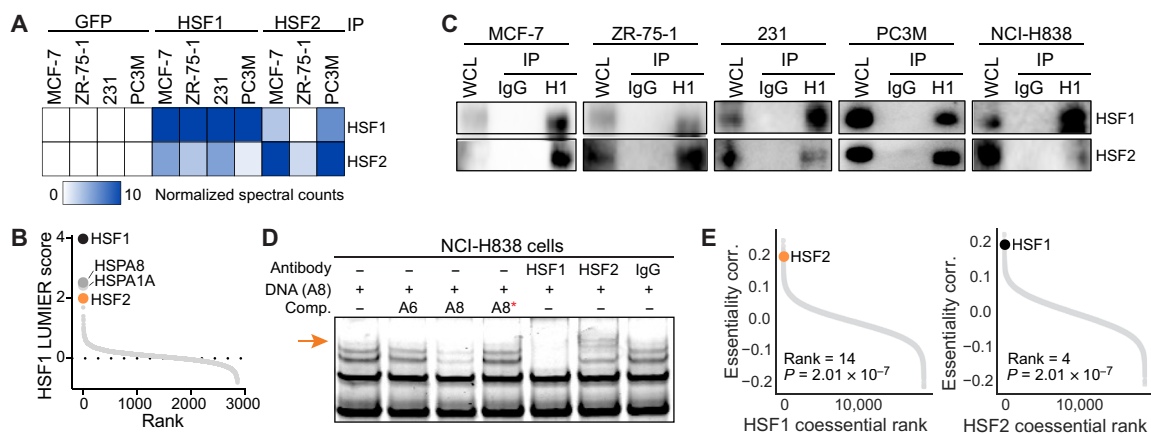 A
GFP HSF1 HSF2 IP
MCF-7 ZR-75-1 231 PC3M MCF-7 ZR-75-1 231 PC3M MCF-7 ZR-75-1 PC3M
HSF1
HSF2
0 10 Normalized spectral counts
B
HSF1 LUMIER score
4
2
0
HSF1
HSPA8
HSPA1A
HSF2
0 1000 2000 3000
Rank
C
MCF-7 ZR-75-1 231 PC3M NCI-H838
WCL IP WCL IP WCL IP WCL IP WCL IP
IgG H1 IgG H1 IgG H1 IgG H1 IgG H1
HSF1
HSF2
D
NCI-H838 cells
Antibody – – – – HSF1 HSF2 IgG
DNA (A8) + + + + + + +
Comp. – A6 A8 A8* – – –
E
Essentiality corr.
0.2
0.1
0.0
−0.1
−0.2
HSF2
Rank = 14
P = 2.01 × 10⁻⁷
0 10,000
HSF1 coessential rank
Essentiality corr.
0.2
0.1
0.0
−0.1
−0.2
HSF1
Rank = 4
P = 2.01 × 10⁻⁷
0 10,000
HSF2 coessential rank